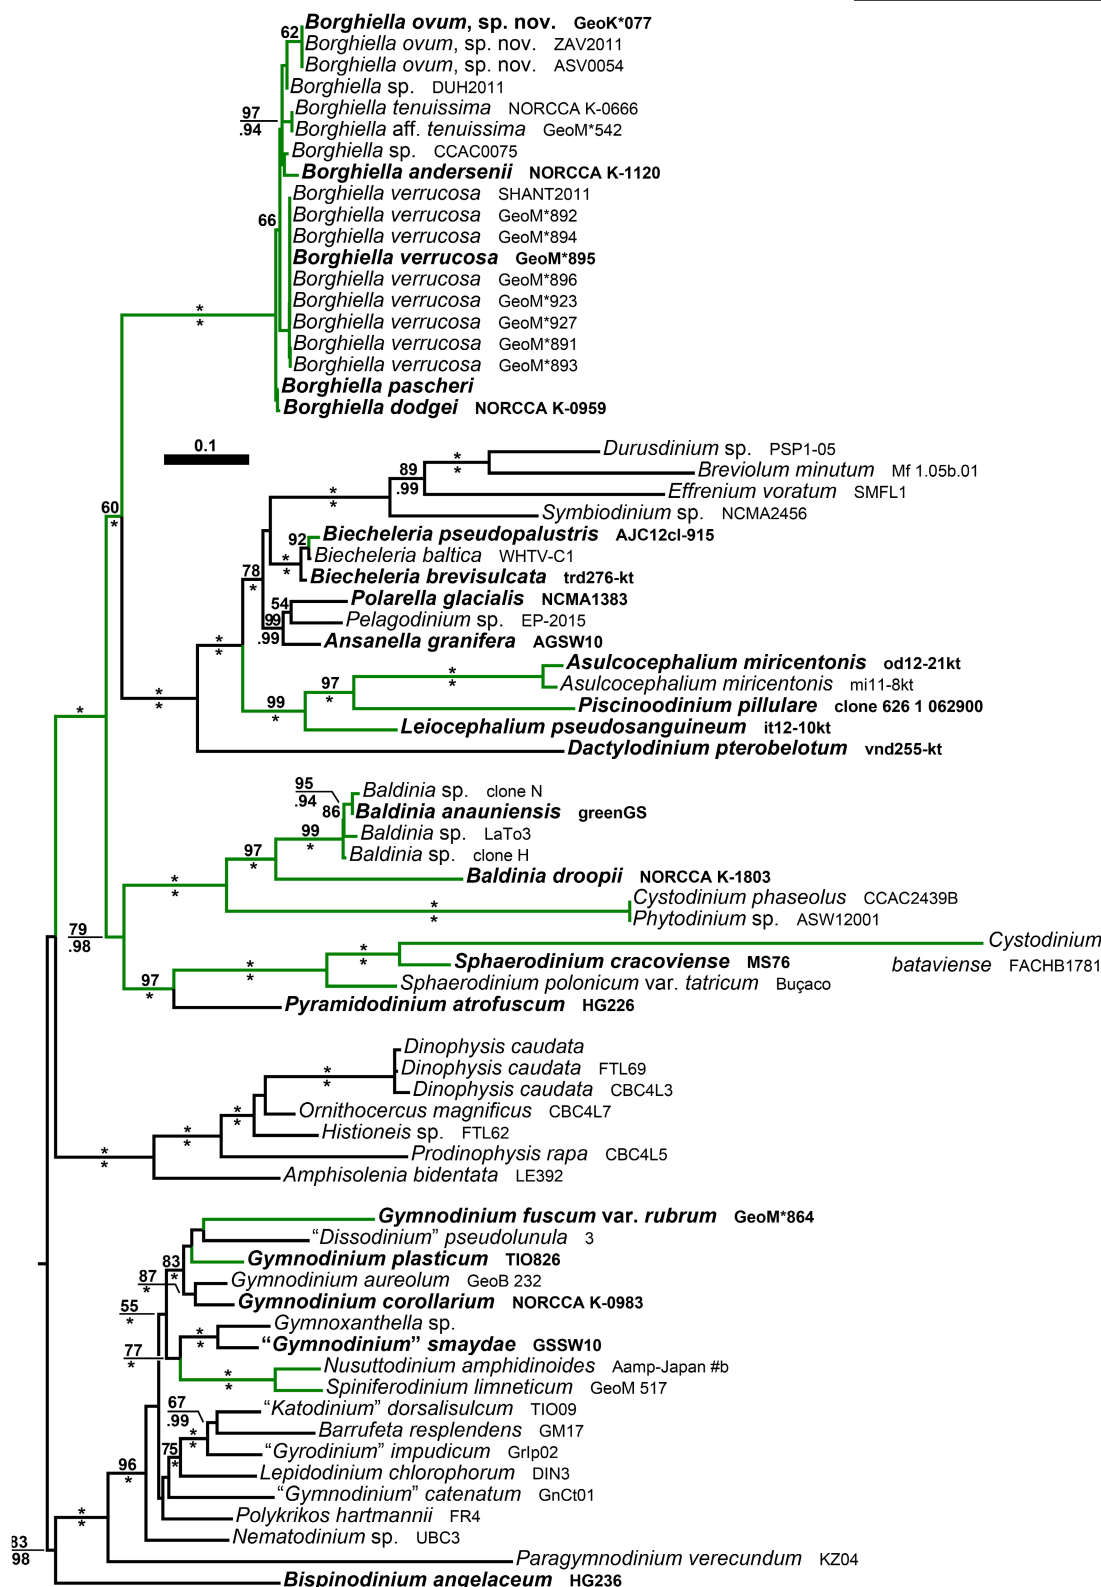 Borghiella ovum, sp. nov. GeoK*077
62
Borghiella ovum, sp. nov. ZAV2011
Borghiella ovum, sp. nov. ASV0054
Borghiella sp. DUH2011
97
.94
Borghiella tenuissima NORCCA K-0666
Borghiella aff. tenuissima GeoM*542
Borghiella sp. CCAC0075
Borghiella andersenii NORCCA K-1120
Borghiella verrucosa SHANT2011
66
Borghiella verrucosa GeoM*892
Borghiella verrucosa GeoM*894
Borghiella verrucosa GeoM*895
Borghiella verrucosa GeoM*896
Borghiella verrucosa GeoM*923
*
*
Borghiella verrucosa GeoM*927
Borghiella verrucosa GeoM*891
Borghiella verrucosa GeoM*893
Borghiella pascheri
Borghiella dodgei NORCCA K-0959
0.1
Durusdinium sp. PSP1-05
*
*
Breviolum minutum Mf 1.05b.01
89
.99
Effrenium voratum SMFL1
*
*
Symbiodinium sp. NCMA2456
60
*
Biecheleria pseudopalustris AJC12cl-915
92
Biecheleria baltica WHTV-C1
*
*
Biecheleria brevisulcata trd276-kt
78
*
Polarella glacialis NCMA1383
54
Pelagodinium sp. EP-2015
99
.99
Ansanella granifera AGSW10
*
*
Asulcocephalium miricentonis od12-21kt
*
*
Asulcocephalium miricentonis mi11-8kt
97
*
Piscinoodinium pillulare clone 626 1 062900
99
*
Leiocephalium pseudosanguineum it12-10kt
*
*
*
Dactylodinium pterobelotum vnd255-kt
95
.94
Baldinia sp. clone N
86
Baldinia anauniensis greenGS
99
*
Baldinia sp. LaTo3
97
*
Baldinia sp. clone H
Baldinia droopii NORCCA K-1803
*
*
Cystodinium phaseolus CCAC2439B
*
*
Phytodinium sp. ASW12001
79
.98
Cystodinium
bataviense FACHB1781
*
*
Sphaerodinium cracoviense MS76
*
*
Sphaerodinium polonicum var. tatricum Buçaco
97
*
Pyramidodinium atrofuscum HG226
Dinophysis caudata
Dinophysis caudata FTL69
*
*
Dinophysis caudata CBC4L3
Ornithocercus magnificus CBC4L7
*
*
Histioneis sp. FTL62
*
*
Prodinophysis rapa CBC4L5
*
*
Amphisolenia bidentata LE392
Gymnodinium fuscum var. rubrum GeoM*864
“Dissodinium” pseudolunula 3
Gymnodinium plasticum TIO826
83
*
87
*
Gymnodinium aureolum GeoB 232
Gymnodinium corollarium NORCCA K-0983
55
*
Gymnoxanthella sp.
*
*
“Gymnodinium” smaydae GSSW10
77
*
Nusuttodinium amphidinoides Aamp-Japan #b
*
*
Spiniferodinium limneticum GeoM 517
67
.99
“Katodinium” dorsalisulcum TIO09
Barrufeta resplendens GM17
*
*
“Gyrodinium” impudicum GrIp02
75
*
Lepidodinium chlorophorum DIN3
96
*
“Gymnodinium” catenatum GnCt01
Polykrikos hartmannii FR4
*
*
Nematodinium sp. UBC3
83
98
Paragymnodinium verecundum KZ04
Bispinodinium angelaceum HG236